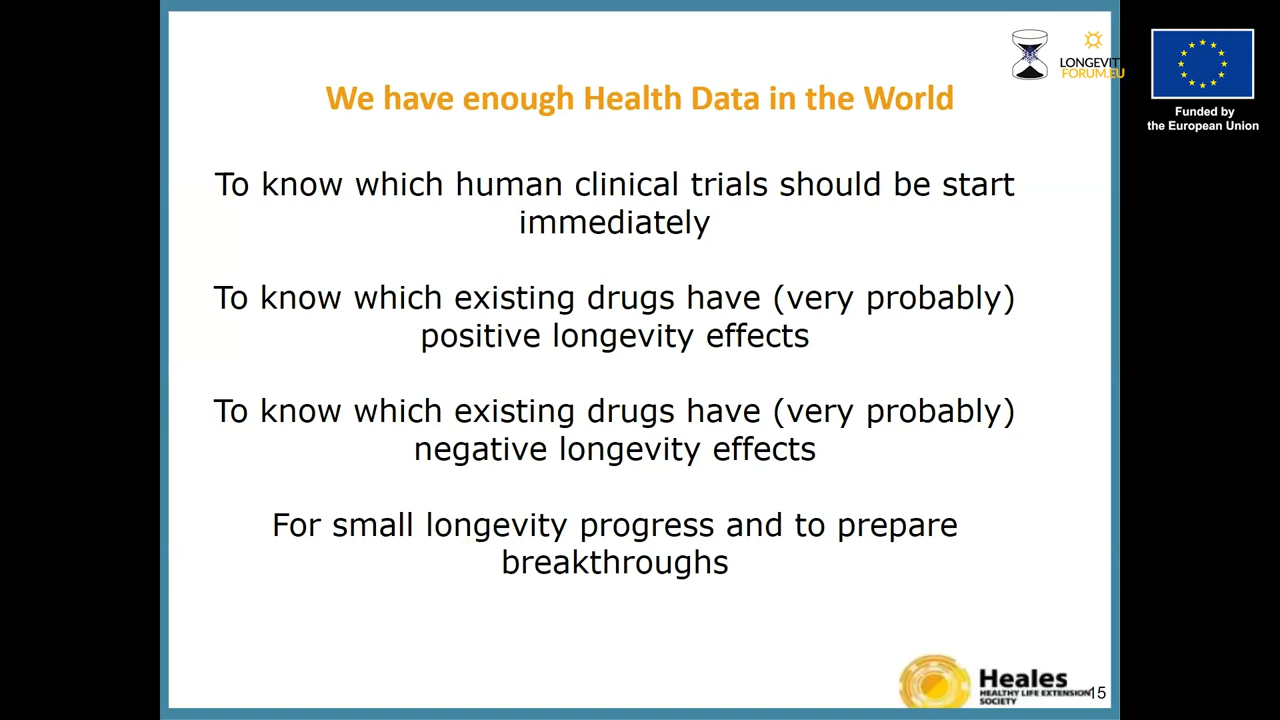 LONGEVIT
FORUM.EU
Funded by
the European Union
We have enough Health Data in the World
To know which human clinical trials should be start
immediately
To know which existing drugs have (very probably)
positive longevity effects
To know which existing drugs have (very probably)
negative longevity effects
For small longevity progress and to prepare
breakthroughs
Heales
HEALTHY LIFE EXTENSION
SOCIETY
15